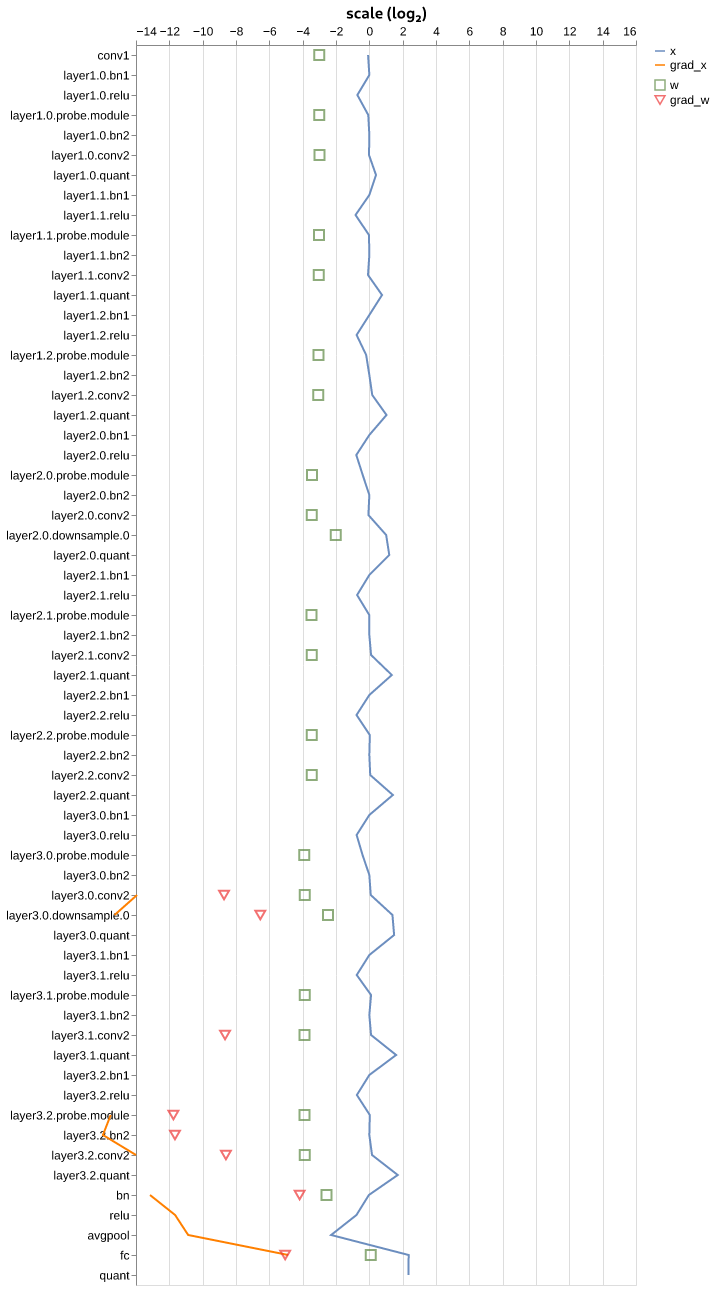 scale (log₂)
−14 −12 −10 −8 −6 −4 −2 0 2 4 6 8 10 12 14 16
x
grad_x
w
grad_w
conv1
layer1.0.bn1
layer1.0.relu
layer1.0.probe.module
layer1.0.bn2
layer1.0.conv2
layer1.0.quant
layer1.1.bn1
layer1.1.relu
layer1.1.probe.module
layer1.1.bn2
layer1.1.conv2
layer1.1.quant
layer1.2.bn1
layer1.2.relu
layer1.2.probe.module
layer1.2.bn2
layer1.2.conv2
layer1.2.quant
layer2.0.bn1
layer2.0.relu
layer2.0.probe.module
layer2.0.bn2
layer2.0.conv2
layer2.0.downsample.0
layer2.0.quant
layer2.1.bn1
layer2.1.relu
layer2.1.probe.module
layer2.1.bn2
layer2.1.conv2
layer2.1.quant
layer2.2.bn1
layer2.2.relu
layer2.2.probe.module
layer2.2.bn2
layer2.2.conv2
layer2.2.quant
layer3.0.bn1
layer3.0.relu
layer3.0.probe.module
layer3.0.bn2
layer3.0.conv2
layer3.0.downsample.0
layer3.0.quant
layer3.1.bn1
layer3.1.relu
layer3.1.probe.module
layer3.1.bn2
layer3.1.conv2
layer3.1.quant
layer3.2.bn1
layer3.2.relu
layer3.2.probe.module
layer3.2.bn2
layer3.2.conv2
layer3.2.quant
bn
relu
avgpool
fc
quant